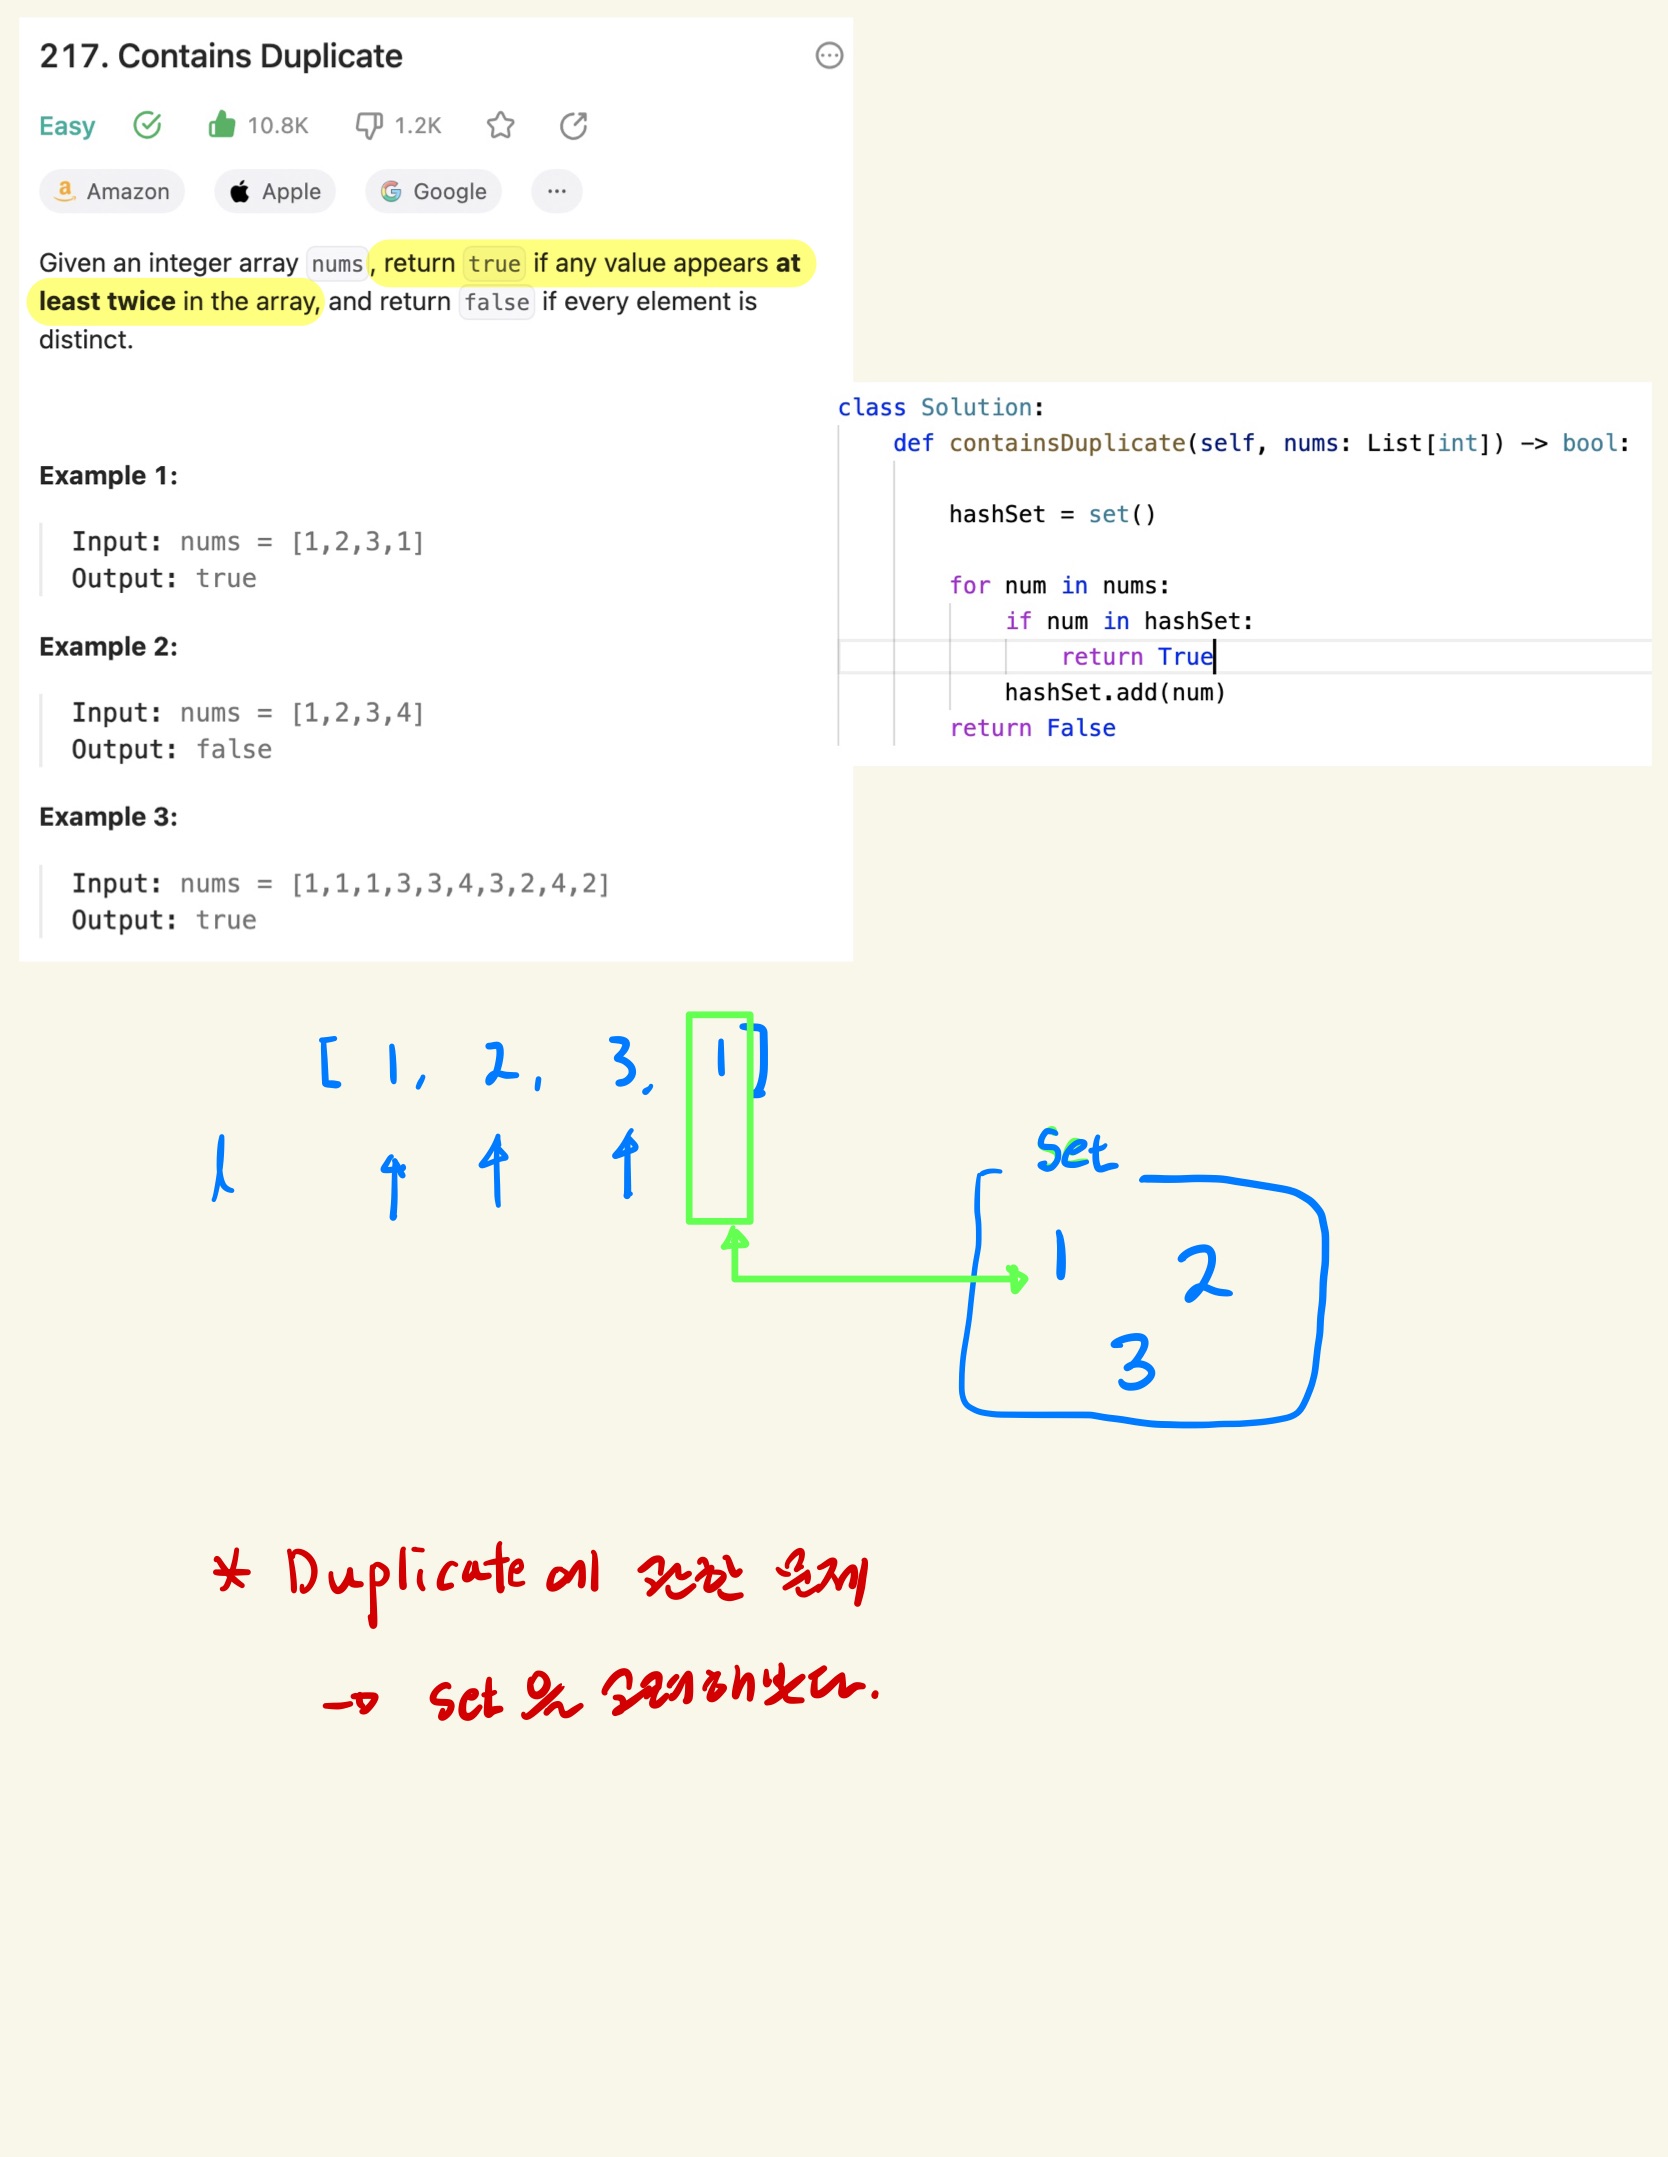 217. Contains Duplicate
Easy 10.8K 1.2K
Amazon Apple Google ...
Given an integer array nums, return true if any value appears at
least twice in the array, and return false if every element is
distinct.
Example 1:
Input: nums = [1,2,3,1]
Output: true
Example 2:
Input: nums = [1,2,3,4]
Output: false
Example 3:
Input: nums = [1,1,1,3,3,4,3,2,4,2]
Output: true
class Solution:
def containsDuplicate(self, nums: List[int]) -> bool:
hashSet = set()
for num in nums:
if num in hashSet:
return True
hashSet.add(num)
return False
[ 1, 2, 3, 1]
l
set
1 2
3
* Duplicate에 관한 문제
→ set을 고려해보다.